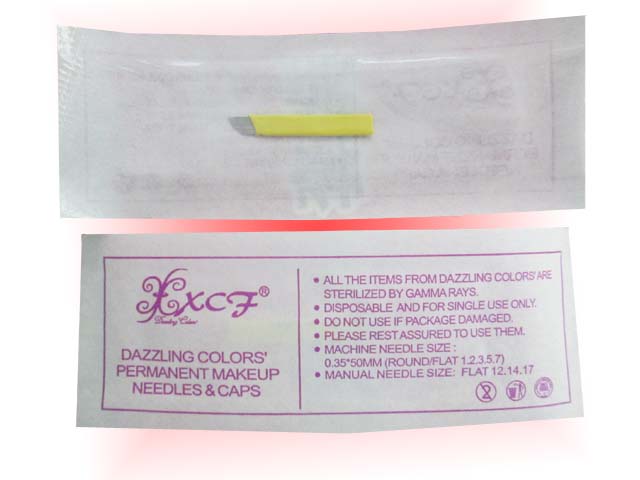 XCF®
Dazzling Colors'
DAZZLING COLORS'
PERMANENT MAKEUP
NEEDLES & CAPS
• ALL THE ITEMS FROM DAZZLING COLORS' ARE
STERILIZED BY GAMMA RAYS.
• DISPOSABLE AND FOR SINGLE USE ONLY.
• DO NOT USE IF PACKAGE DAMAGED.
• PLEASE REST ASSURED TO USE THEM.
• MACHINE NEEDLE SIZE :
0.35*50MM (ROUND/FLAT 1.2.3.5.7)
• MANUAL NEEDLE SIZE: FLAT 12.14.17